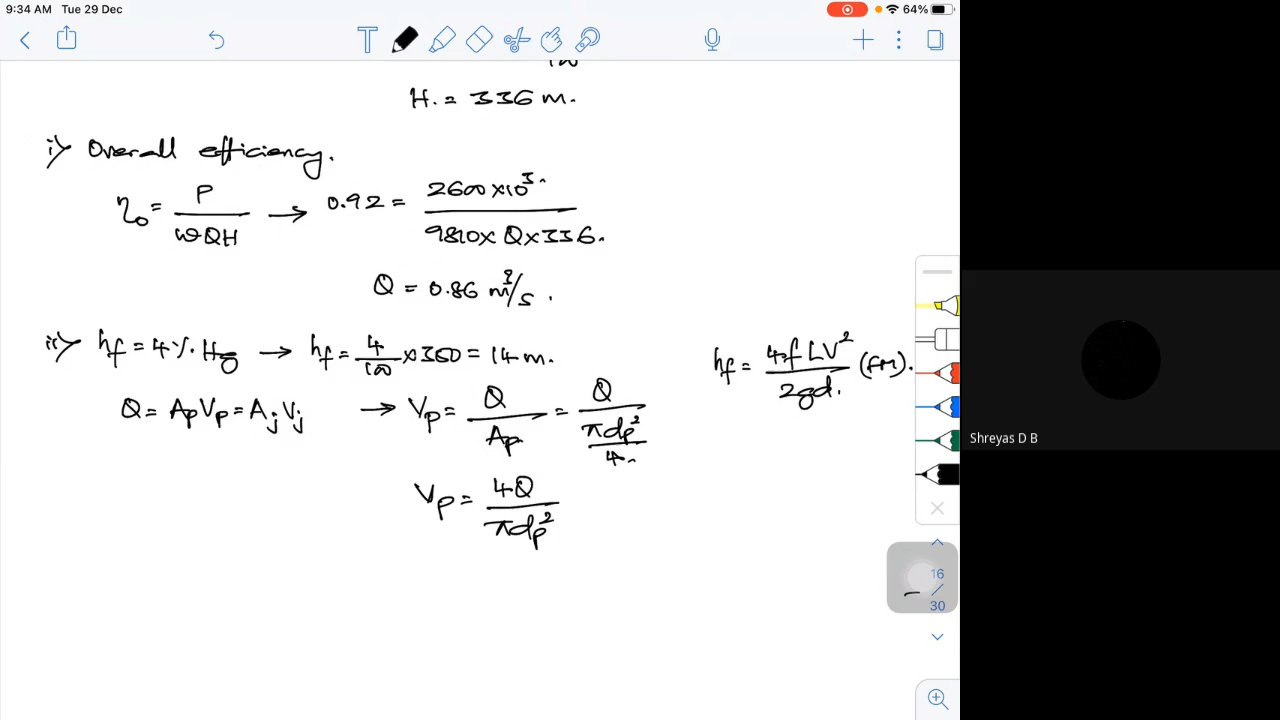 9:34 AM Tue 29 Dec
64%
T
H. = 336 m.
i) Overall efficiency.
η₀ = P / wQH → 0.92 = 2600 × 10³ / 9810 × Q × 336.
Q = 0.86 m³/s.
ii) hf = 4% Hg → hf = 4/100 × 350 = 14 m.
hf = 4fLV² / 2gd. (FM).
Q = ApVp = AjVj → Vp = Q / Ap = Q / (πdp² / 4)
Vp = 4Q / πdp²
Shreyas D B
16
/
30